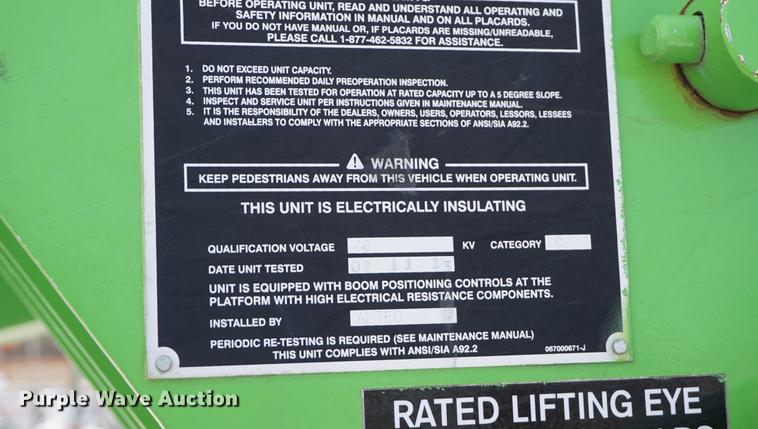 BEFORE OPERATING UNIT, READ AND UNDERSTAND ALL OPERATING AND
SAFETY INFORMATION IN MANUAL AND ON ALL PLACARDS.
IF YOU DO NOT HAVE MANUAL OR, IF PLACARDS ARE MISSING/UNREADABLE,
PLEASE CALL 1-877-462-5832 FOR ASSISTANCE.
1. DO NOT EXCEED UNIT CAPACITY.
2. PERFORM RECOMMENDED DAILY PREOPERATION INSPECTION.
3. THIS UNIT HAS BEEN TESTED FOR OPERATION AT RATED CAPACITY UP TO A 5 DEGREE SLOPE.
4. INSPECT AND SERVICE UNIT PER INSTRUCTIONS GIVEN IN MAINTENANCE MANUAL.
5. IT IS THE RESPONSIBILITY OF THE DEALERS, OWNERS, USERS, OPERATORS, LESSORS, LESSEES
AND INSTALLERS TO COMPLY WITH THE APPROPRIATE SECTIONS OF ANSI/SIA A92.2.
WARNING
KEEP PEDESTRIANS AWAY FROM THIS VEHICLE WHEN OPERATING UNIT.
THIS UNIT IS ELECTRICALLY INSULATING
QUALIFICATION VOLTAGE 46 KV CATEGORY C
DATE UNIT TESTED 07 11 13
UNIT IS EQUIPPED WITH BOOM POSITIONING CONTROLS AT THE
PLATFORM WITH HIGH ELECTRICAL RESISTANCE COMPONENTS.
INSTALLED BY ALTEC
PERIODIC RE-TESTING IS REQUIRED (SEE MAINTENANCE MANUAL)
THIS UNIT COMPLIES WITH ANSI/SIA A92.2
067000671-J
Purple Wave Auction
RATED LIFTING EYE